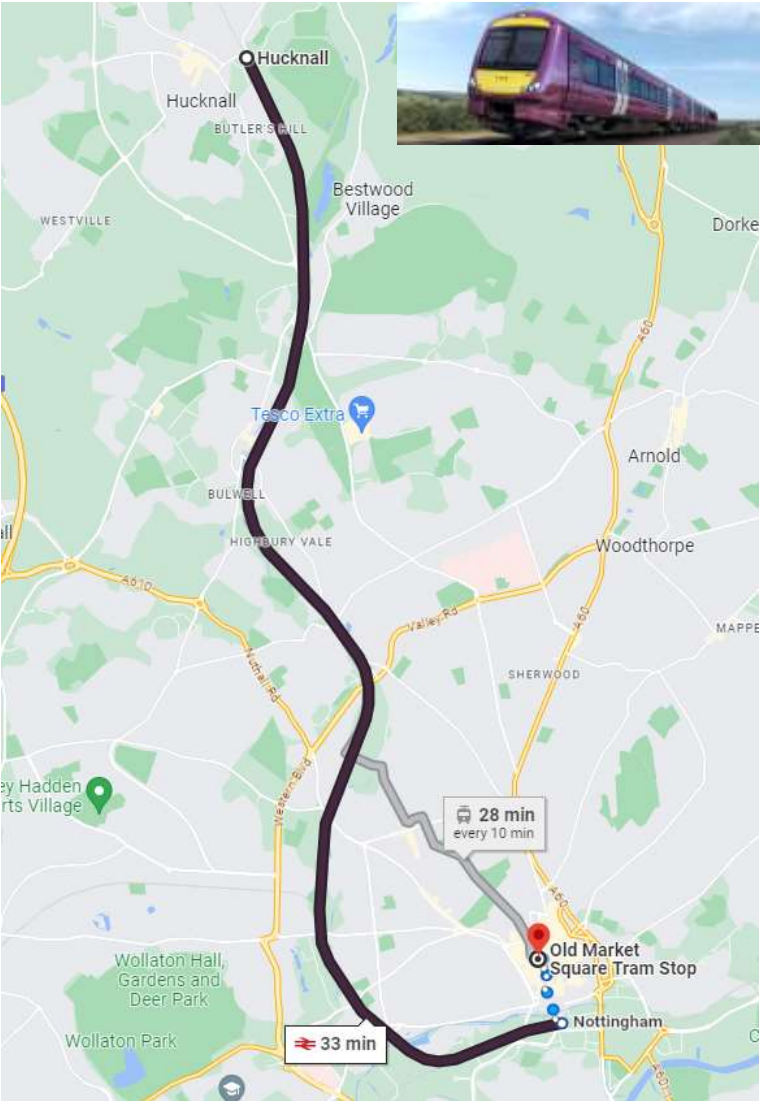 Hucknall
Hucknall
BUTLER'S HILL
Bestwood
Village
WESTVILLE
Dorke
A60
Tesco Extra
Arnold
BULWELL
all
HIGHBURY VALE
Woodthorpe
A610
A60
Valley Rd
MAPPE
Nuthall Rd
SHERWOOD
ey Hadden
rts Village
Western Blvd
28 min
every 10 min
A60
Old Market
Square Tram Stop
Wollaton Hall,
Gardens and
Deer Park
Nottingham
Wollaton Park
33 min
C
A60